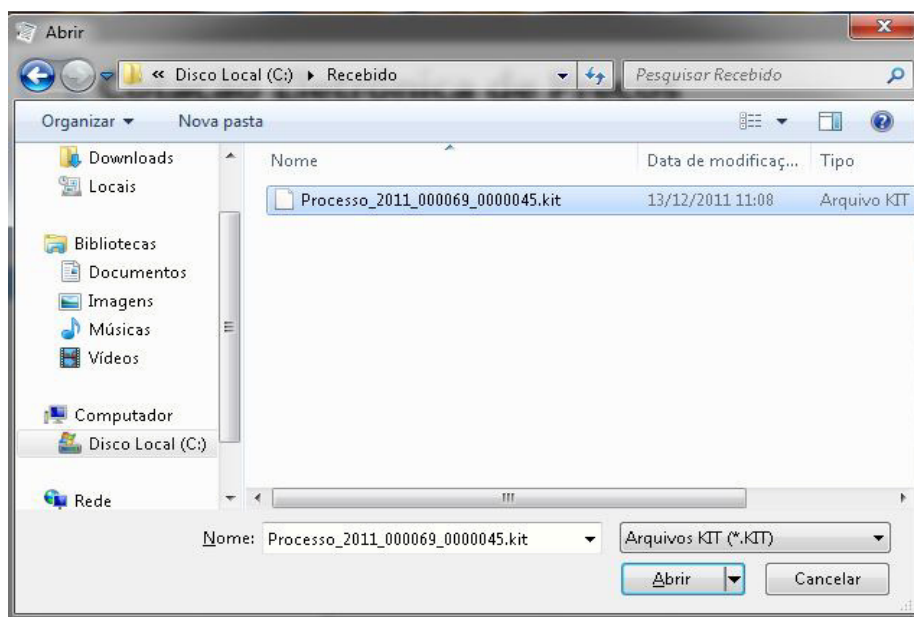 Abrir
« Disco Local (C:) ▸ Recebido
Pesquisar Recebido
Organizar
Nova pasta
Downloads
Locais
Bibliotecas
Documentos
Imagens
Músicas
Vídeos
Computador
Disco Local (C:)
Rede
Nome
Data de modificaç...
Tipo
Processo_2011_000069_0000045.kit
13/12/2011 11:08
Arquivo KIT
Nome:
Processo_2011_000069_0000045.kit
Arquivos KIT (*.KIT)
Abrir
Cancelar